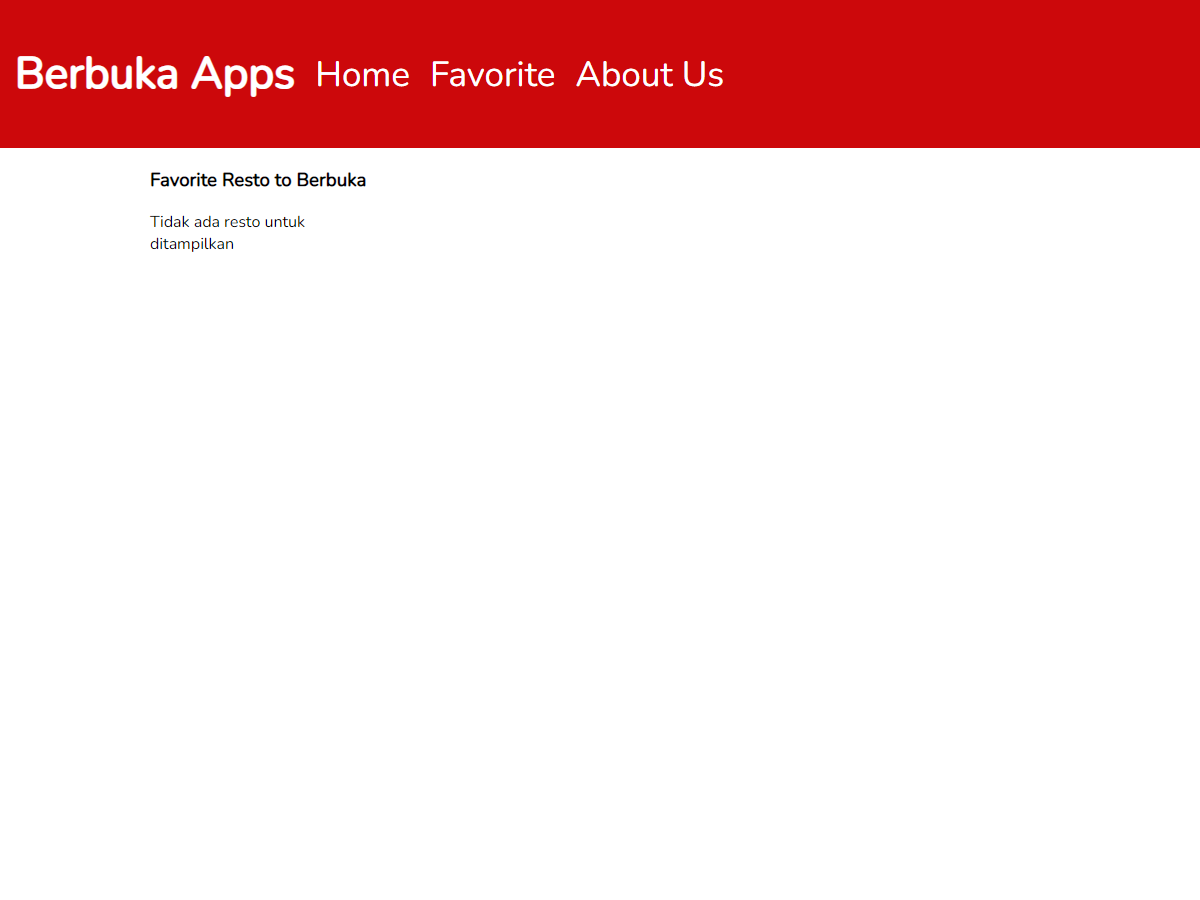 Berbuka Apps Home Favorite About Us
Favorite Resto to Berbuka
Tidak ada resto untuk
ditampilkan